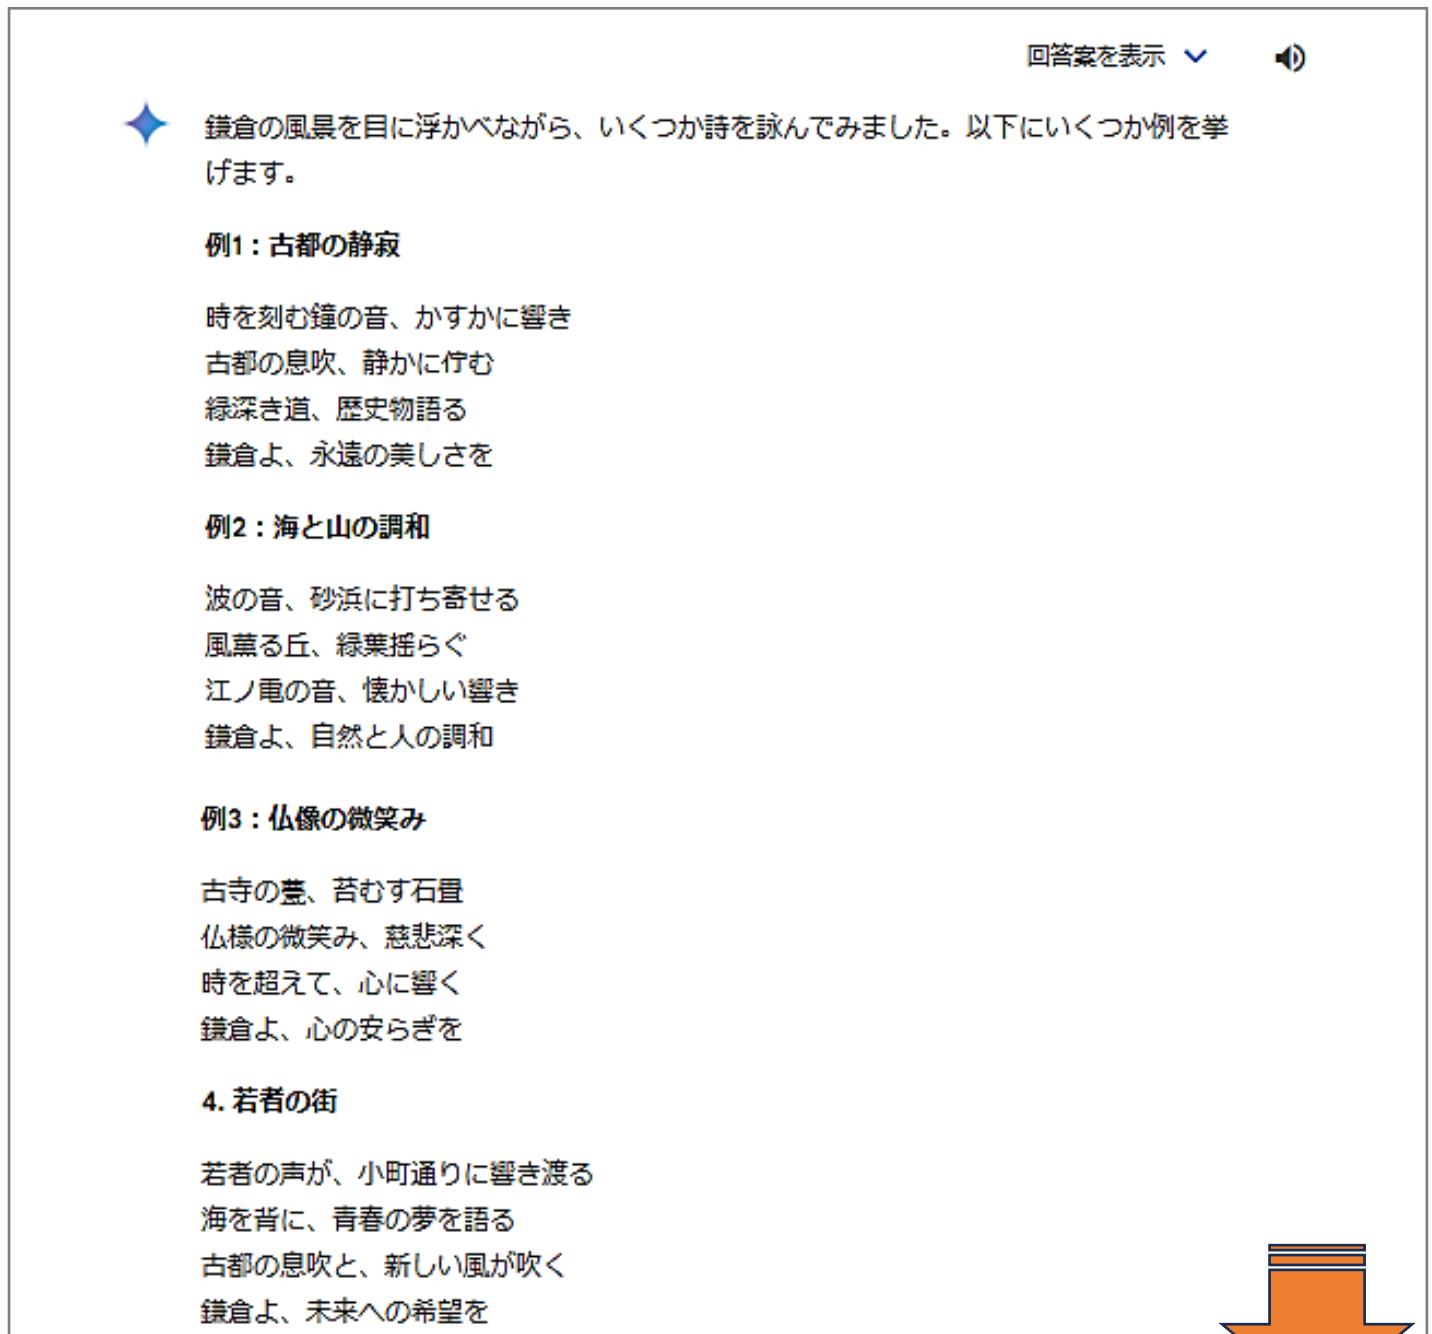 回答案を表示
鎌倉の風景を目に浮かべながら、いくつか詩を詠んでみました。以下にいくつか例を挙
げます。
例1：古都の静寂
時を刻む鐘の音、かすかに響き
古都の息吹、静かに佇む
緑深き道、歴史物語る
鎌倉よ、永遠の美しさを
例2：海と山の調和
波の音、砂浜に打ち寄せる
風薫る丘、緑葉揺らぐ
江ノ電の音、懐かしい響き
鎌倉よ、自然と人の調和
例3：仏像の微笑み
古寺の甍、苔むす石畳
仏様の微笑み、慈悲深く
時を超えて、心に響く
鎌倉よ、心の安らぎを
4. 若者の街
若者の声が、小町通りに響き渡る
海を背に、青春の夢を語る
古都の息吹と、新しい風が吹く
鎌倉よ、未来への希望を